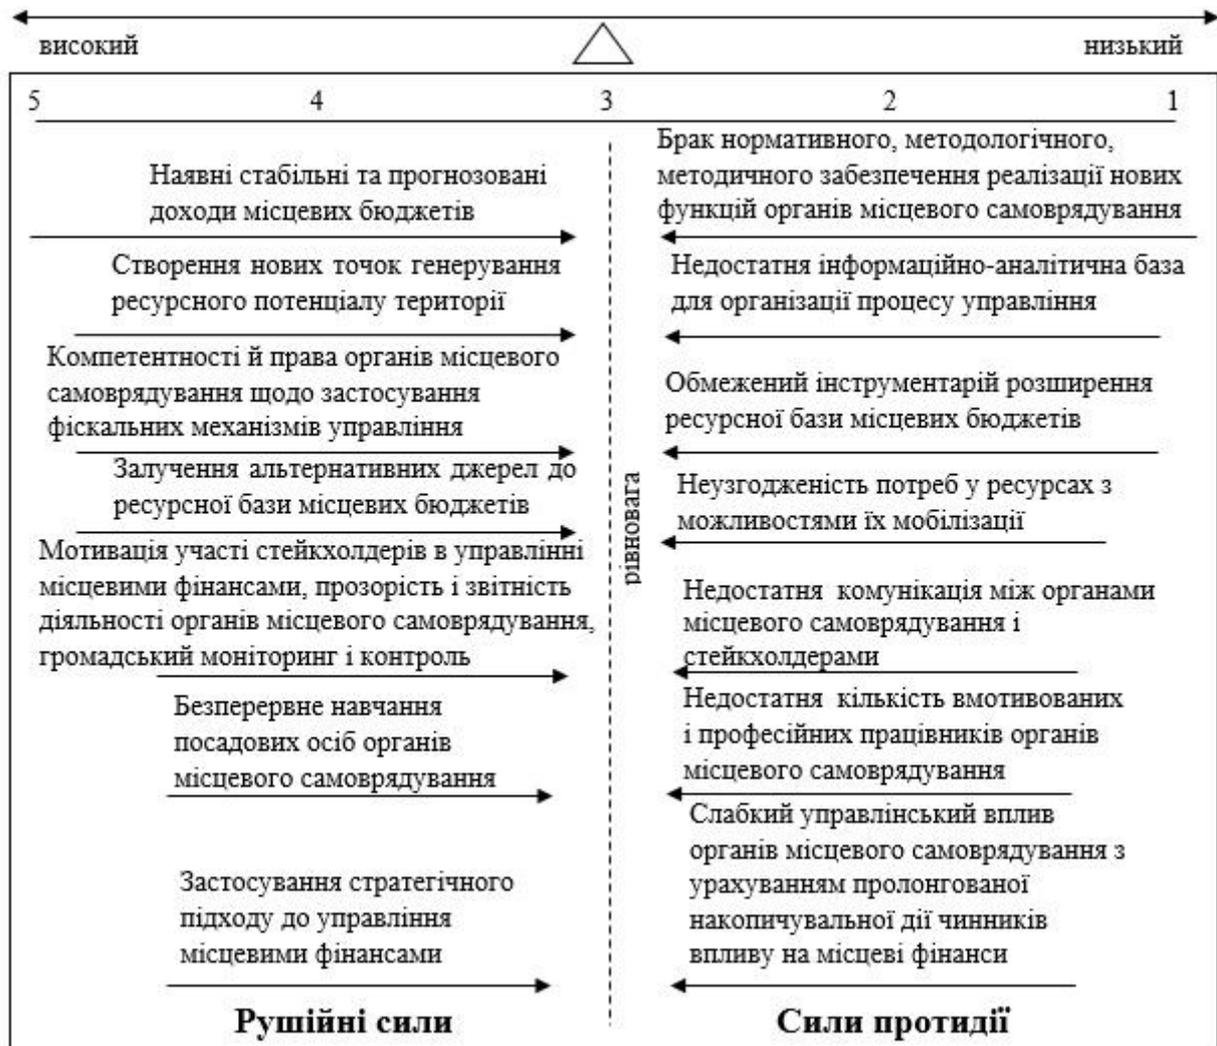 високий
низький
5 4 3 2 1
Наявні стабільні та прогнозовані
доходи місцевих бюджетів
Створення нових точок генерування
ресурсного потенціалу території
Компетентності й права органів місцевого
самоврядування щодо застосування
фіскальних механізмів управління
Залучення альтернативних джерел до
ресурсної бази місцевих бюджетів
Мотивація участі стейкхолдерів в управлінні
місцевими фінансами, прозорість і звітність
діяльності органів місцевого самоврядування,
громадський моніторинг і контроль
Безперервне навчання
посадових осіб органів
місцевого самоврядування
Застосування стратегічного
підходу до управління
місцевими фінансами
Рушійні сили
рівновага
Брак нормативного, методологічного,
методичного забезпечення реалізації нових
функцій органів місцевого самоврядування
Недостатня інформаційно-аналітична база
для організації процесу управління
Обмежений інструментарій розширення
ресурсної бази місцевих бюджетів
Неузгодженість потреб у ресурсах з
можливостями їх мобілізації
Недостатня комунікація між органами
місцевого самоврядування і
стейкхолдерами
Недостатня кількість вмотивованих
і професійних працівників органів
місцевого самоврядування
Слабкий управлінський вплив
органів місцевого самоврядування з
урахуванням пролонгованої
накопичувальної дії чинників
впливу на місцеві фінанси
Сили протидії